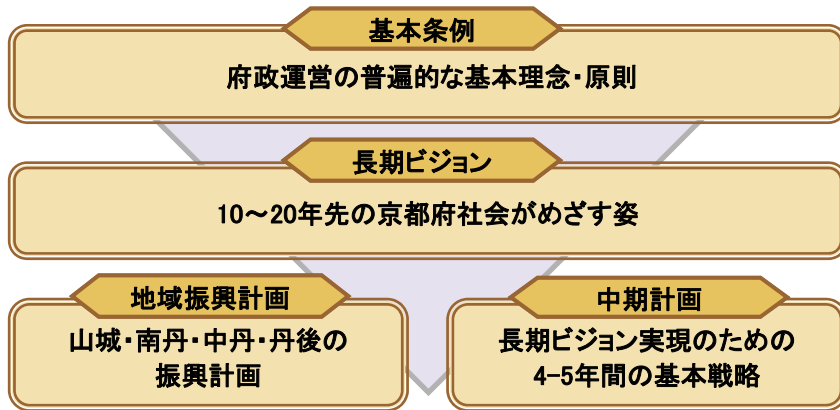 基本条例
府政運営の普遍的な基本理念・原則
長期ビジョン
10～20年先の京都府社会がめざす姿
地域振興計画
山城・南丹・中丹・丹後の
振興計画
中期計画
長期ビジョン実現のための
4-5年間の基本戦略